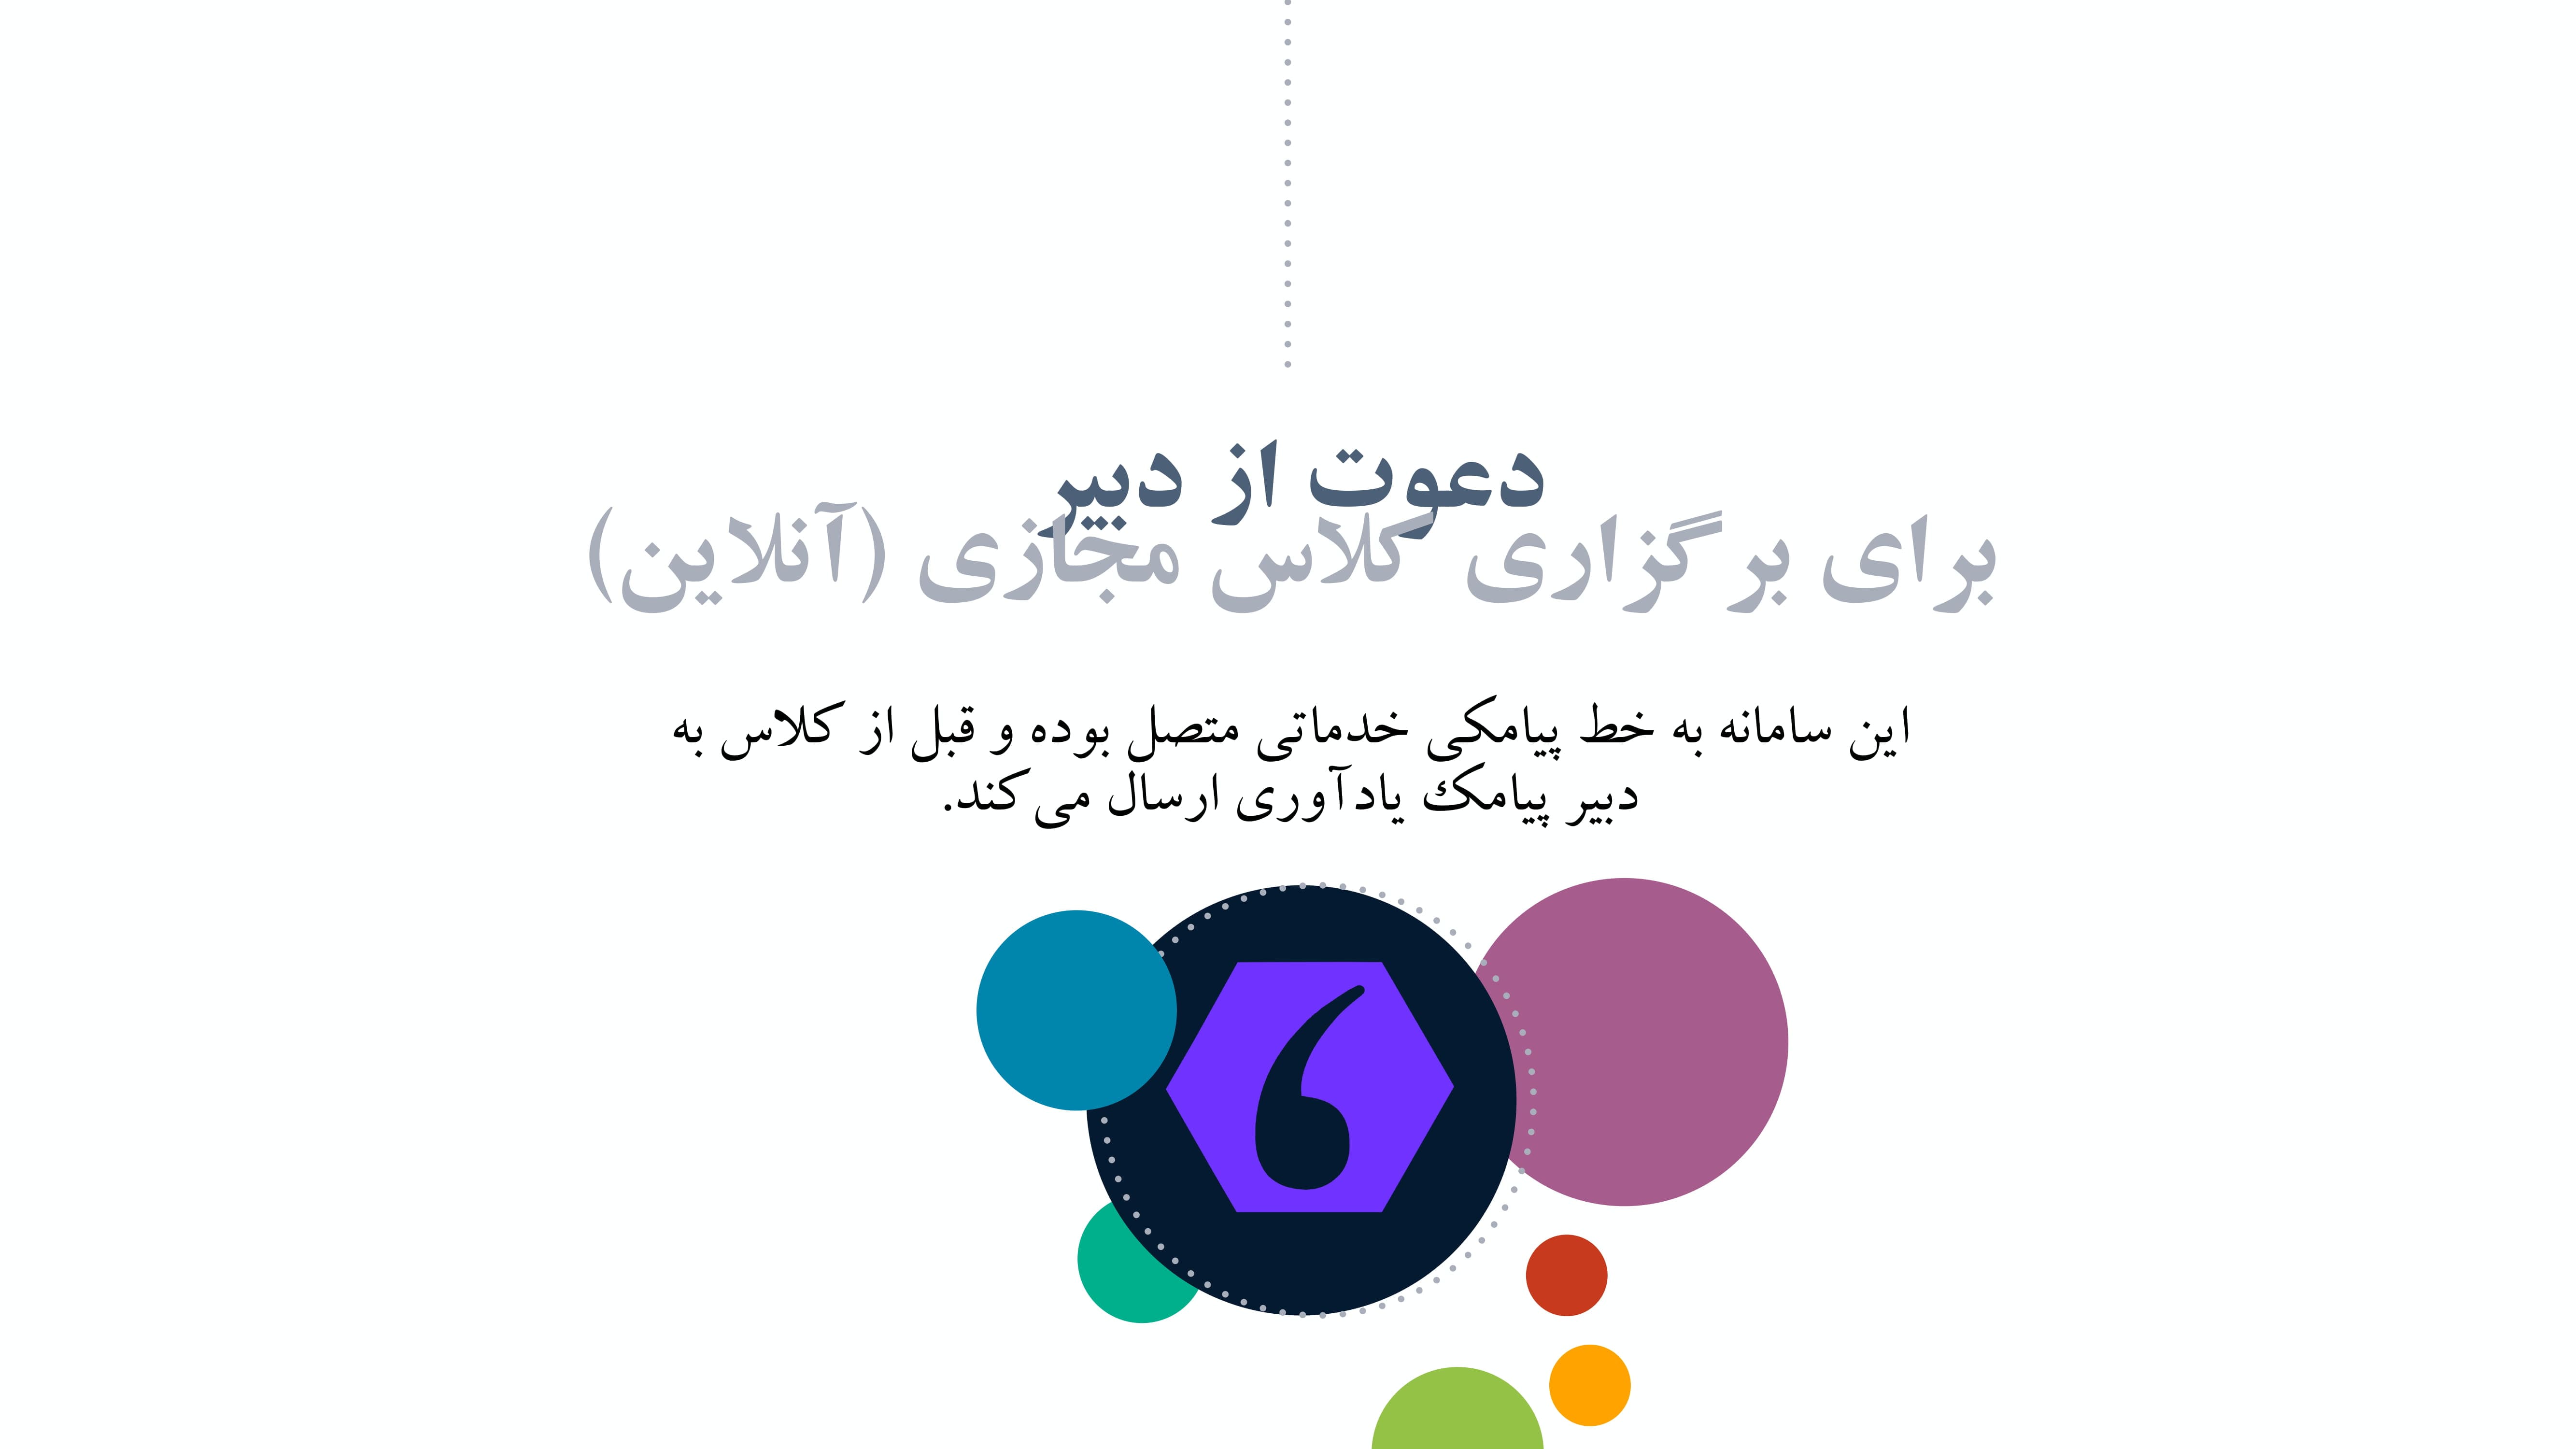 دعوت از دبیر
برای برگزاری کلاس مجازی (آنلاین)
این سامانه به خط پیامکی خدماتی متصل بوده و قبل از کلاس به
دبیر پیامک یادآوری ارسال می‌کند.
۶